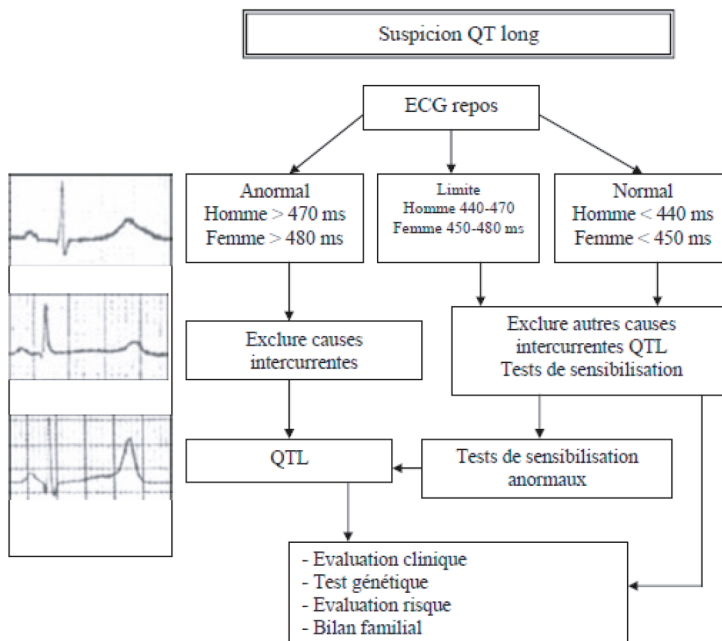 Suspicion QT long
ECG repos
Anormal
Homme > 470 ms
Femme > 480 ms
Limite
Homme 440-470
Femme 450-480 ms
Normal
Homme < 440 ms
Femme < 450 ms
Exclure causes
intercurrentes
Exclure autres causes
intercurrentes QTL
Tests de sensibilisation
QTL
Tests de sensibilisation
anormaux
- Evaluation clinique
- Test génétique
- Evaluation risque
- Bilan familial